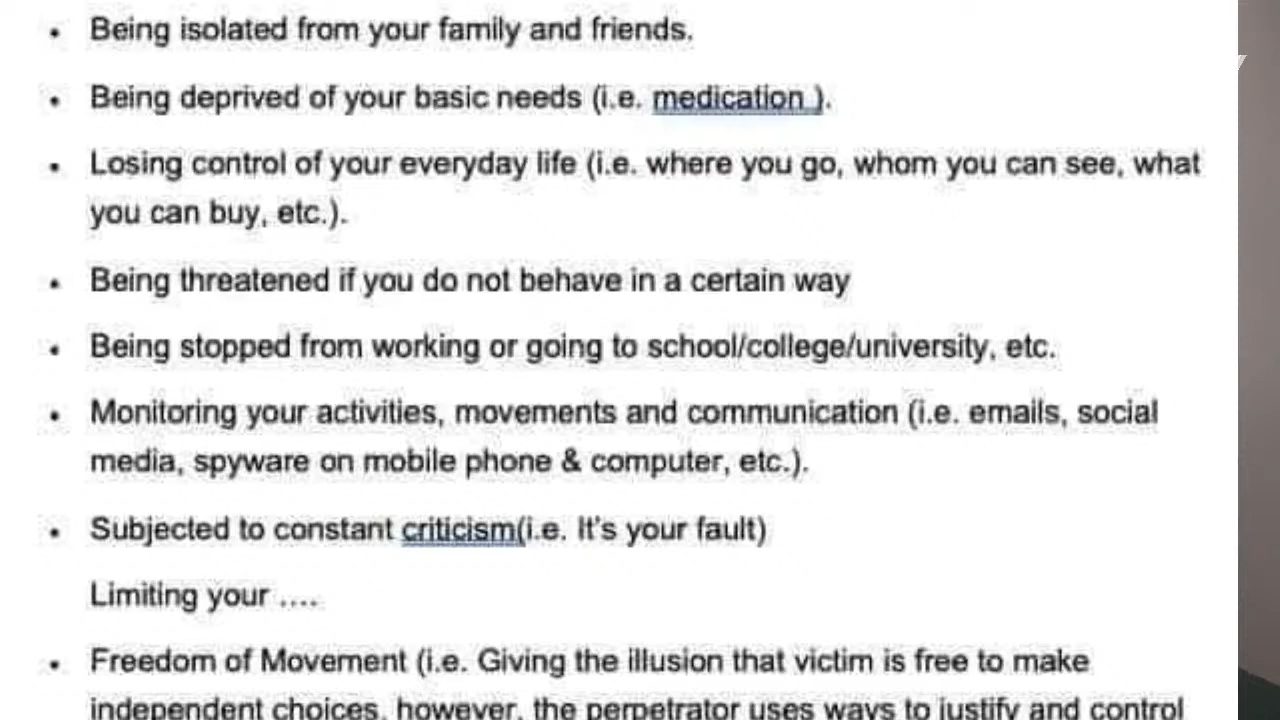 • Being isolated from your family and friends.
• Being deprived of your basic needs (i.e. medication ).
• Losing control of your everyday life (i.e. where you go, whom you can see, what
you can buy, etc.).
• Being threatened if you do not behave in a certain way
• Being stopped from working or going to school/college/university, etc.
• Monitoring your activities, movements and communication (i.e. emails, social
media, spyware on mobile phone & computer, etc.).
• Subjected to constant criticism(i.e. It's your fault)
Limiting your ....
• Freedom of Movement (i.e. Giving the illusion that victim is free to make
independent choices, however, the perpetrator uses ways to justify and control